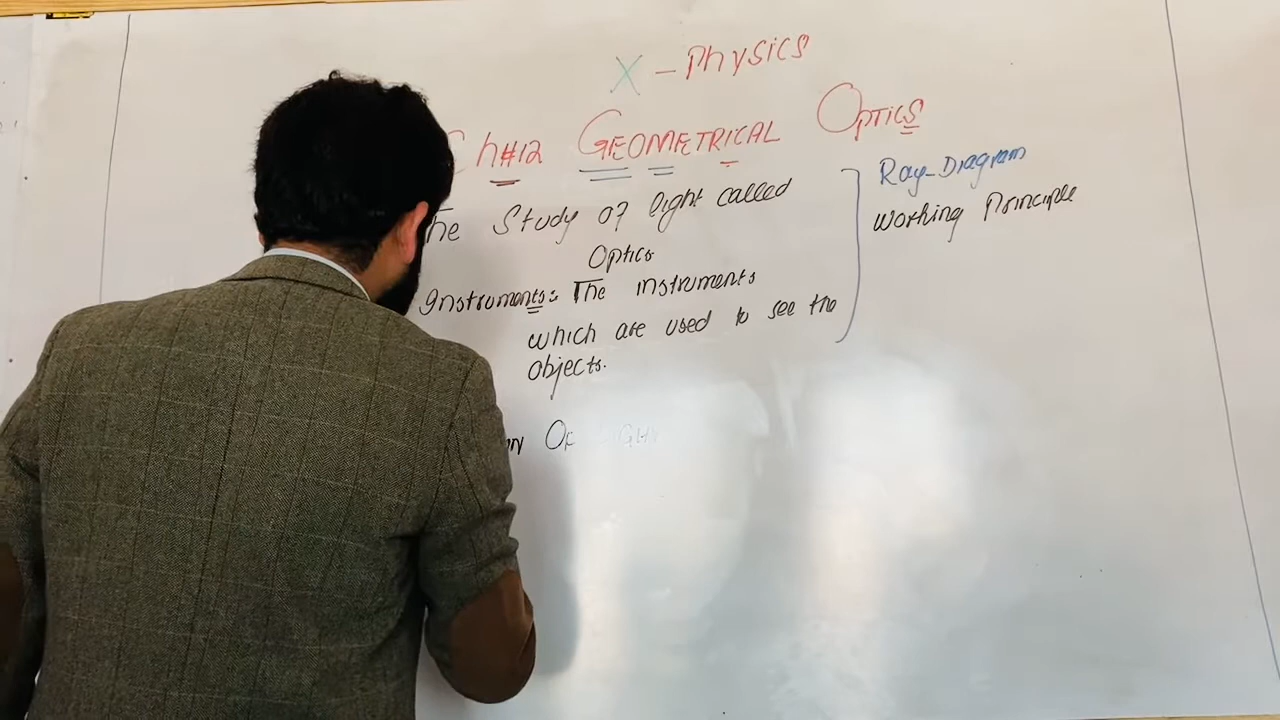 X - Physics
Ch#12 GEOMETRICAL OPTICS
The Study of light called
Optics
Instruments: The instruments
which are used to see the
objects.
Ray-Diagram
Working Principle
OF LIGHT